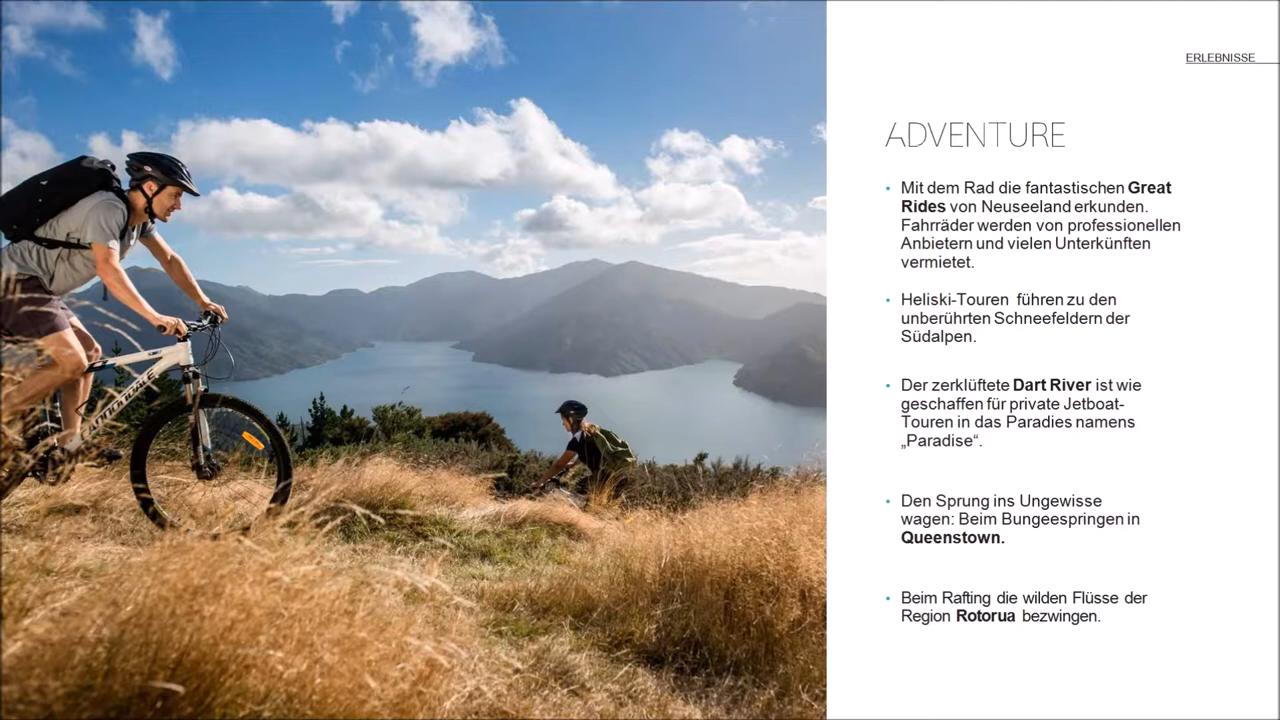 ERLEBNISSE
ADVENTURE
• Mit dem Rad die fantastischen Great
Rides von Neuseeland erkunden.
Fahrräder werden von professionellen
Anbietern und vielen Unterkünften
vermietet.
• Heliski-Touren führen zu den
unberührten Schneefeldern der
Südalpen.
• Der zerklüftete Dart River ist wie
geschaffen für private Jetboat-
Touren in das Paradies namens
„Paradise“.
• Den Sprung ins Ungewisse
wagen: Beim Bungeespringen in
Queenstown.
• Beim Rafting die wilden Flüsse der
Region Rotorua bezwingen.
cannondale